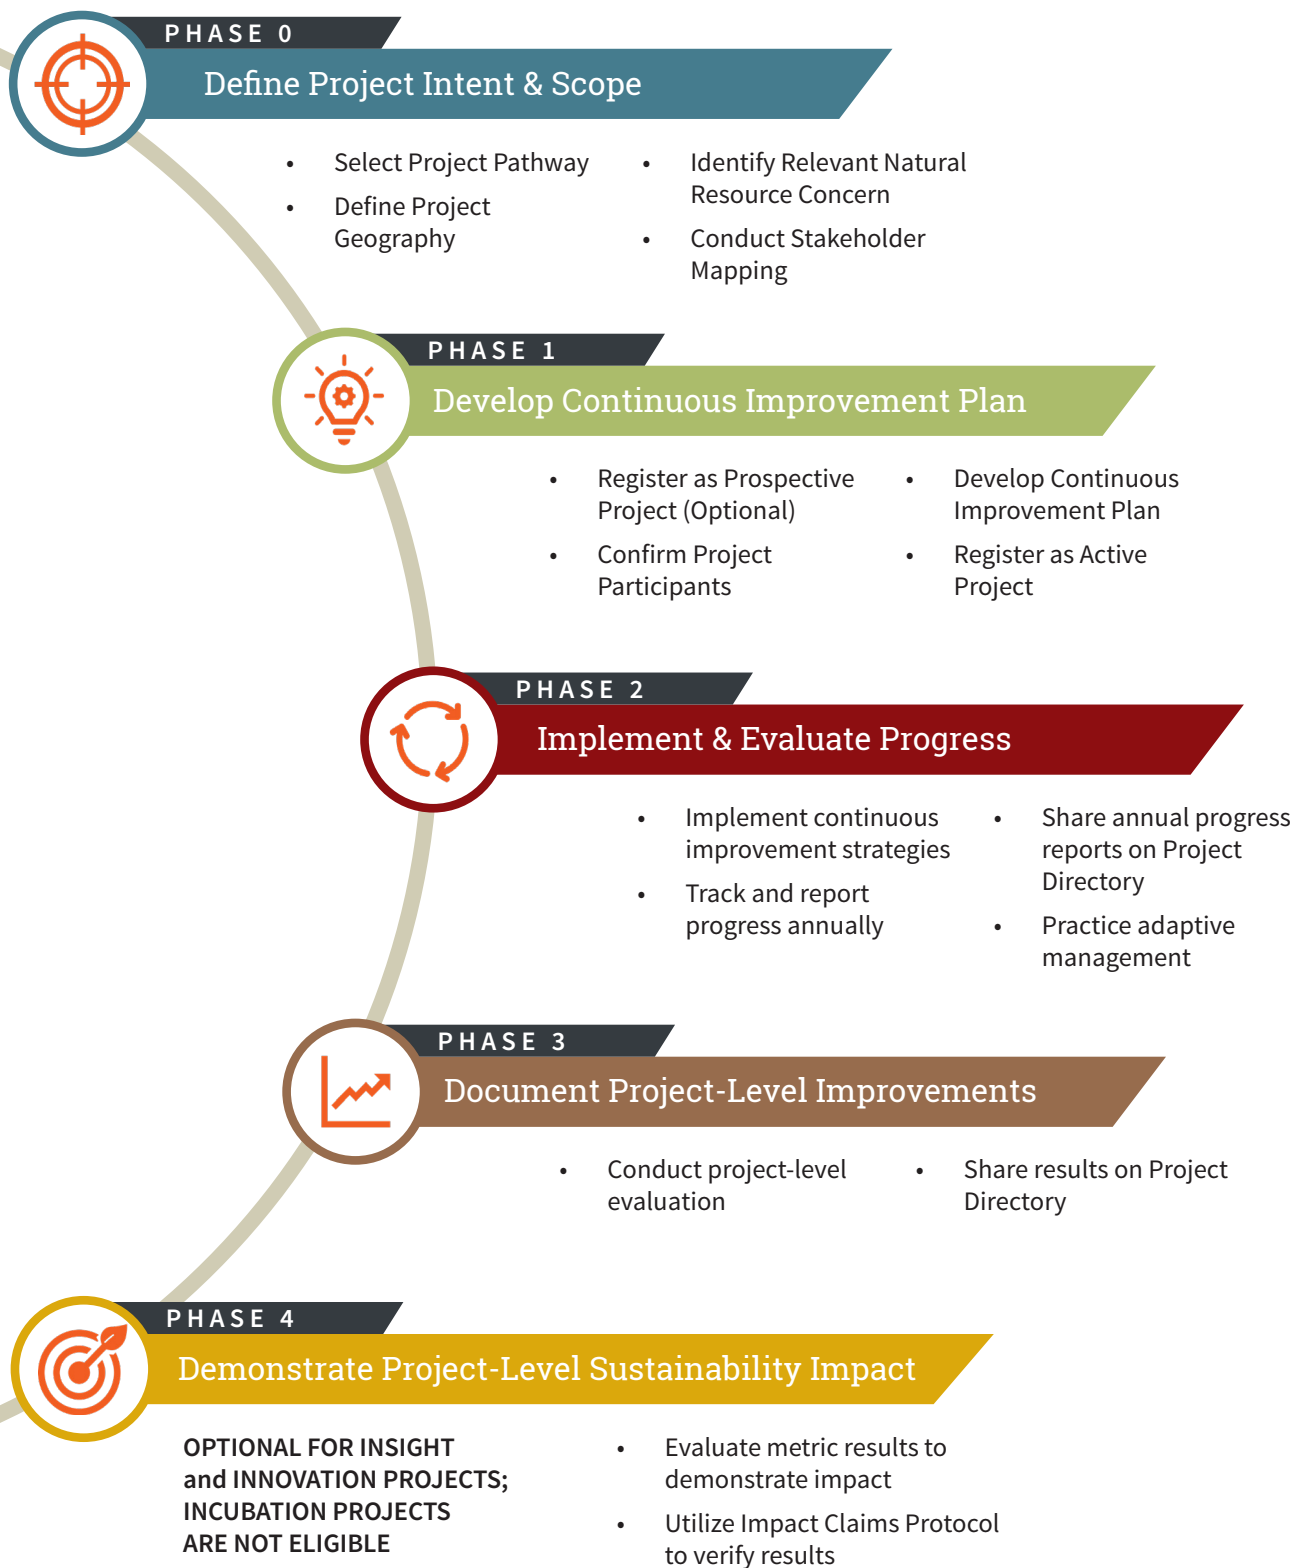 PHASE 0
Define Project Intent & Scope
• Select Project Pathway
• Define Project
Geography
• Identify Relevant Natural
Resource Concern
• Conduct Stakeholder
Mapping
PHASE 1
Develop Continuous Improvement Plan
• Register as Prospective
Project (Optional)
• Confirm Project
Participants
• Develop Continuous
Improvement Plan
• Register as Active
Project
PHASE 2
Implement & Evaluate Progress
• Implement continuous
improvement strategies
• Track and report
progress annually
• Share annual progress
reports on Project
Directory
• Practice adaptive
management
PHASE 3
Document Project-Level Improvements
• Conduct project-level
evaluation
• Share results on Project
Directory
PHASE 4
Demonstrate Project-Level Sustainability Impact
OPTIONAL FOR INSIGHT
and INNOVATION PROJECTS;
INCUBATION PROJECTS
ARE NOT ELIGIBLE
• Evaluate metric results to
demonstrate impact
• Utilize Impact Claims Protocol
to verify results